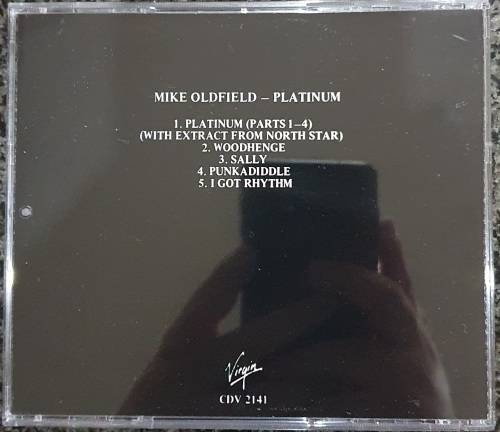 MIKE OLDFIELD – PLATINUM
1. PLATINUM (PARTS 1–4)
(WITH EXTRACT FROM NORTH STAR)
2. WOODHENGE
3. SALLY
4. PUNKADIDDLE
5. I GOT RHYTHM
Virgin
CDV 2141